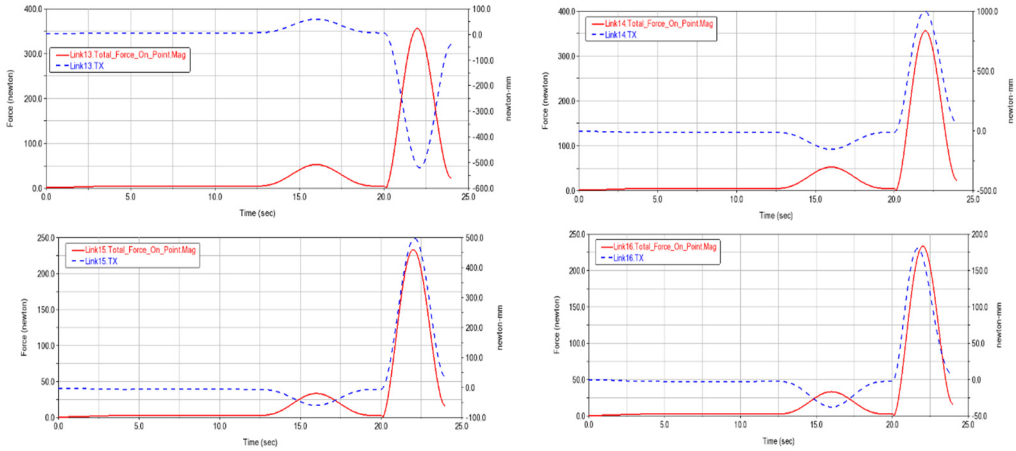 400.0
350.0
300.0
200.0
100.0
0.0
Force (newton)
Link13.Total_Force_On_Point.Mag
Link13.TX
100.0
0.0
-100.0
-200.0
-300.0
-400.0
-500.0
-600.0
newton-mm
0.0 5.0 10.0 15.0 20.0 25.0
Time (sec)
400.0
300.0
200.0
100.0
50.0
0.0
Force (newton)
Link14.Total_Force_On_Point.Mag
Link14.TX
1000.0
500.0
0.0
-500.0
newton-mm
0.0 5.0 10.0 15.0 20.0 25.0
Time (sec)
250.0
200.0
150.0
100.0
50.0
0.0
Force (newton)
Link15.Total_Force_On_Point.Mag
Link15.TX
500.0
400.0
300.0
200.0
100.0
0.0
-100.0
newton-mm
0.0 5.0 10.0 15.0 20.0 25.0
Time (sec)
250.0
200.0
150.0
100.0
50.0
0.0
Force (newton)
Link16.Total_Force_On_Point.Mag
Link16.TX
200.0
150.0
100.0
50.0
0.0
-50.0
newton-mm
0.0 5.0 10.0 15.0 20.0 25.0
Time (sec)